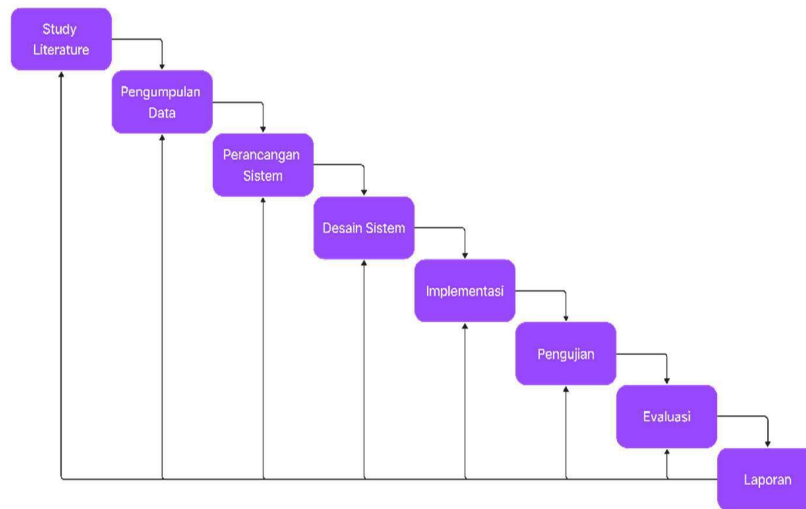 Study
Literature
Pengumpulan
Data
Perancangan
Sistem
Desain Sistem
Implementasi
Pengujian
Evaluasi
Laporan